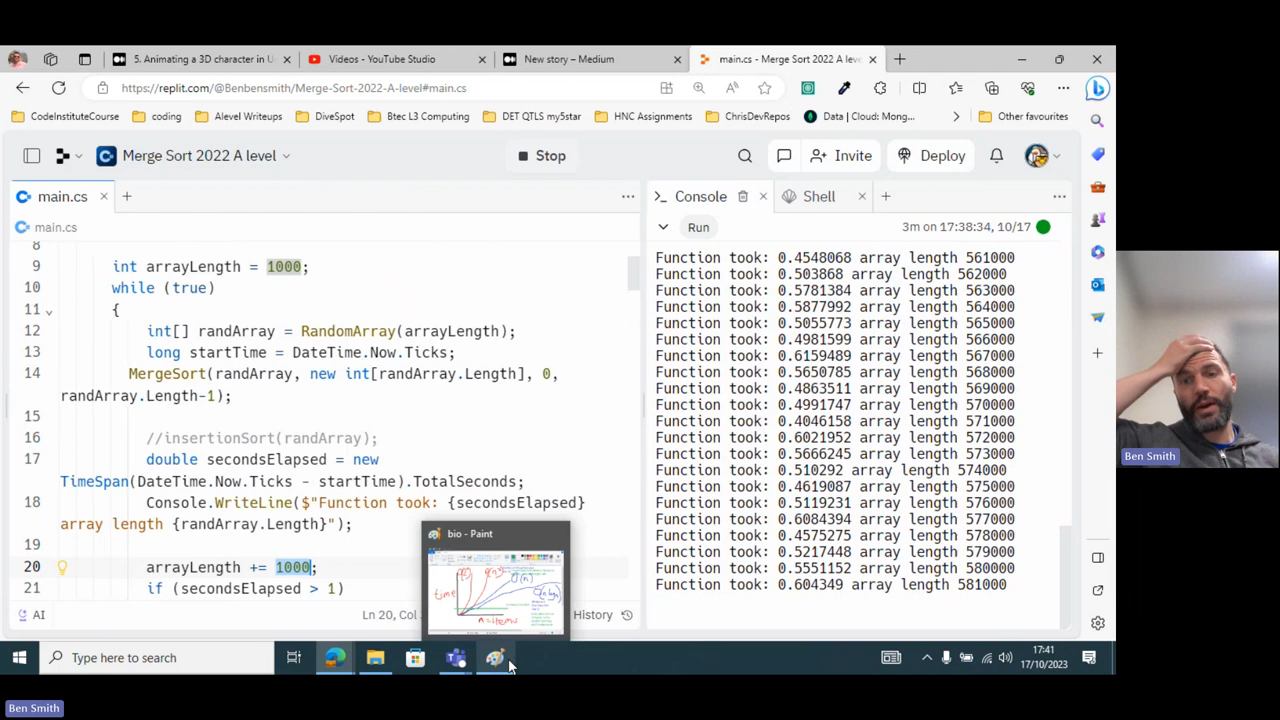 5. Animating a 3D character in U
Videos - YouTube Studio
New story – Medium
main.cs - Merge Sort 2022 A leve
https://replit.com/@Benbensmith/Merge-Sort-2022-A-level#main.cs
CodeInstituteCourse
coding
Alevel Writeups
DiveSpot
Btec L3 Computing
DET QTLS my5star
HNC Assignments
ChrisDevRepos
Data | Cloud: Mong...
Other favourites
Merge Sort 2022 A level
Stop
Invite
Deploy
main.cs
Console
Shell
main.cs
Run
3m on 17:38:34, 10/17
8
9 int arrayLength = 1000;
10 while (true)
11 {
12 int[] randArray = RandomArray(arrayLength);
13 long startTime = DateTime.Now.Ticks;
14 MergeSort(randArray, new int[randArray.Length], 0,
randArray.Length-1);
15
16 //insertionSort(randArray);
17 double secondsElapsed = new
TimeSpan(DateTime.Now.Ticks - startTime).TotalSeconds;
18 Console.WriteLine($"Function took: {secondsElapsed}
array length {randArray.Length}");
19
20 arrayLength += 1000;
21 if (secondsElapsed > 1)
Function took: 0.4548068 array length 561000
Function took: 0.503868 array length 562000
Function took: 0.5781384 array length 563000
Function took: 0.5877992 array length 564000
Function took: 0.5055773 array length 565000
Function took: 0.4981599 array length 566000
Function took: 0.6159489 array length 567000
Function took: 0.5650785 array length 568000
Function took: 0.4863511 array length 569000
Function took: 0.4991747 array length 570000
Function took: 0.4046158 array length 571000
Function took: 0.6021952 array length 572000
Function took: 0.5666245 array length 573000
Function took: 0.510292 array length 574000
Function took: 0.4619087 array length 575000
Function took: 0.5119231 array length 576000
Function took: 0.6084394 array length 577000
Function took: 0.4575275 array length 578000
Function took: 0.5217448 array length 579000
Function took: 0.5551152 array length 580000
Function took: 0.604349 array length 581000
bio - Paint
time
AI
Ln 20, Col
History
Type here to search
17:41
17/10/2023
Ben Smith
Ben Smith